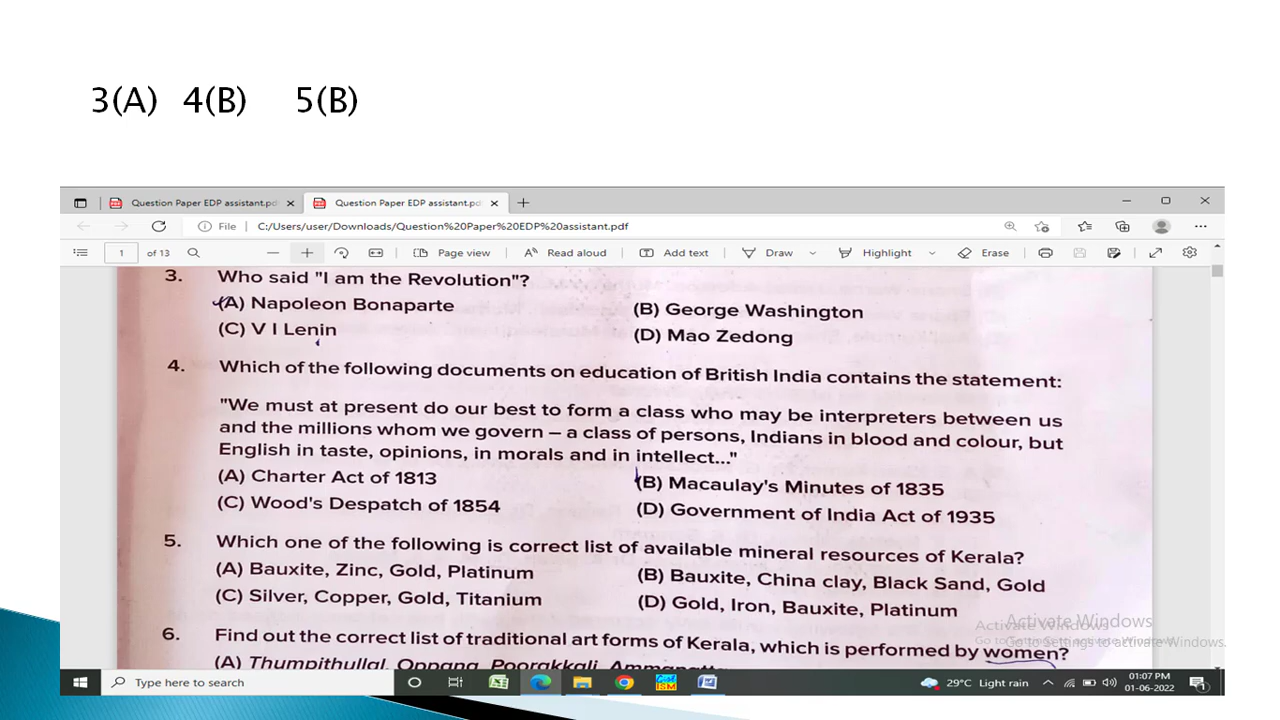 3(A) 4(B) 5(B)
Question Paper EDP assistant.pd
Question Paper EDP assistant.pd
File C:/Users/user/Downloads/Question%20Paper%20EDP%20assistant.pdf
1 of 13 Page view Read aloud Add text Draw Highlight Erase
3. Who said "I am the Revolution"?
(A) Napoleon Bonaparte (B) George Washington
(C) V I Lenin (D) Mao Zedong
4. Which of the following documents on education of British India contains the statement:
"We must at present do our best to form a class who may be interpreters between us
and the millions whom we govern – a class of persons, Indians in blood and colour, but
English in taste, opinions, in morals and in intellect..."
(A) Charter Act of 1813 (B) Macaulay's Minutes of 1835
(C) Wood's Despatch of 1854 (D) Government of India Act of 1935
5. Which one of the following is correct list of available mineral resources of Kerala?
(A) Bauxite, Zinc, Gold, Platinum (B) Bauxite, China clay, Black Sand, Gold
(C) Silver, Copper, Gold, Titanium (D) Gold, Iron, Bauxite, Platinum
Activate Windows
Go to Settings to activate Windows
6. Find out the correct list of traditional art forms of Kerala, which is performed by women?
(A) Thumpithullal, Oppana, Poorakkali,
Type here to search 29°C Light rain 01:07 PM
01-06-2022